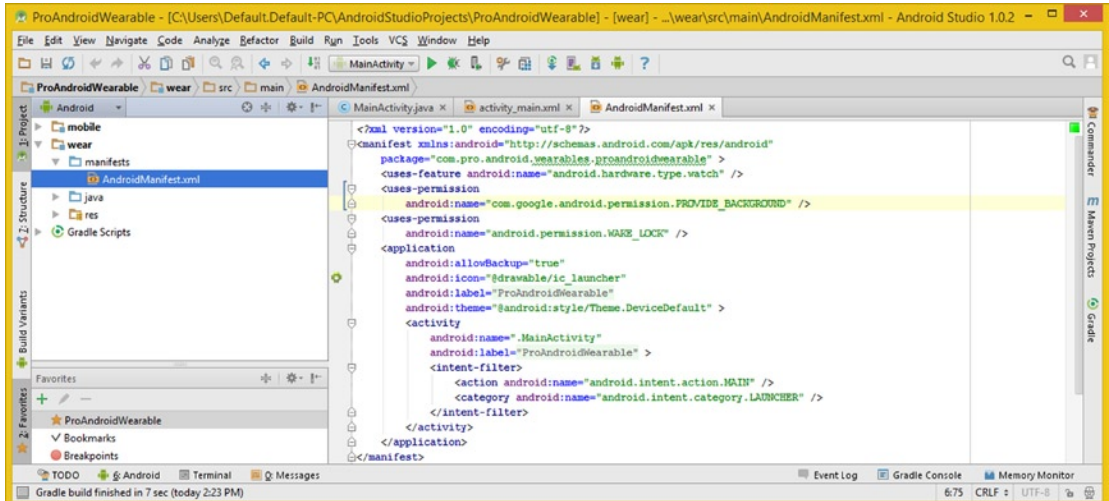 ProAndroidWearable - [C:\Users\Default.Default-PC\AndroidStudioProjects\ProAndroidWearable] - [wear] - ...\wear\src\main\AndroidManifest.xml - Android Studio 1.0.2
File Edit View Navigate Code Analyze Refactor Build Run Tools VCS Window Help
MainActivity
ProAndroidWearable wear src main AndroidManifest.xml
Android
MainActivity.java × activity_main.xml × AndroidManifest.xml ×
1: Project
Z: Structure
Build Variants
2: Favorites
mobile
wear
manifests
AndroidManifest.xml
java
res
Gradle Scripts
Favorites
ProAndroidWearable
Bookmarks
Breakpoints
<?xml version="1.0" encoding="utf-8"?>
<manifest xmlns:android="http://schemas.android.com/apk/res/android"
package="com.pro.android.wearables.proandroidwearable" >
<uses-feature android:name="android.hardware.type.watch" />
<uses-permission
android:name="com.google.android.permission.PROVIDE_BACKGROUND" />
<uses-permission
android:name="android.permission.WAKE_LOCK" />
<application
android:allowBackup="true"
android:icon="@drawable/ic_launcher"
android:label="ProAndroidWearable"
android:theme="@android:style/Theme.DeviceDefault" >
<activity
android:name=".MainActivity"
android:label="ProAndroidWearable" >
<intent-filter>
<action android:name="android.intent.action.MAIN" />
<category android:name="android.intent.category.LAUNCHER" />
</intent-filter>
</activity>
</application>
</manifest>
Commander
m Maven Projects
Gradle
TODO 6: Android Terminal 0: Messages Event Log Gradle Console Memory Monitor
Gradle build finished in 7 sec (today 2:23 PM) 6:75 CRLF UTF-8